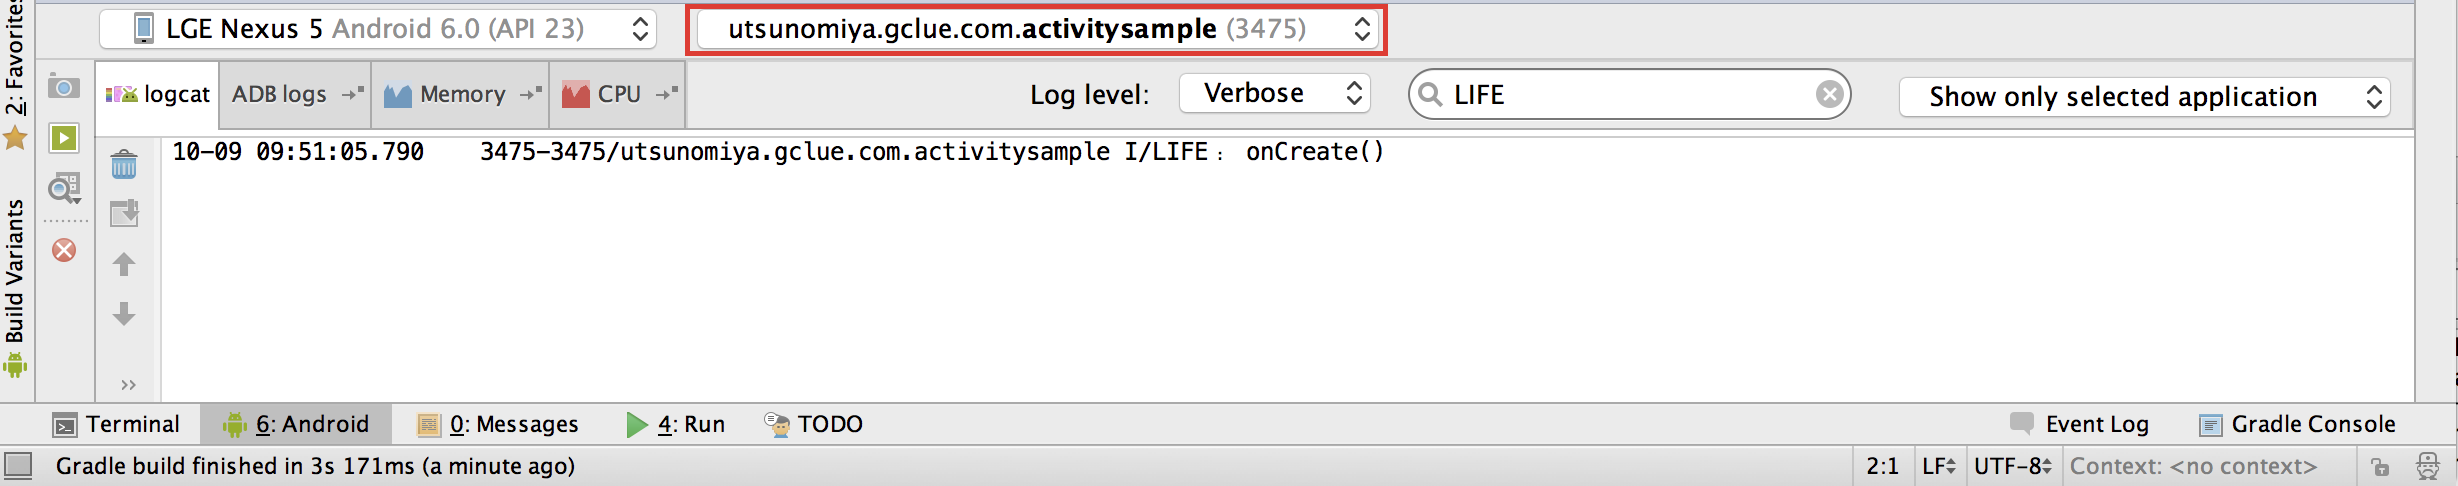 2: Favorites
Build Variants
LGE Nexus 5 Android 6.0 (API 23)
utsunomiya.gclue.com.activitysample (3475)
logcat
ADB logs
Memory
CPU
Log level:
Verbose
LIFE
Show only selected application
10-09 09:51:05.790 3475-3475/utsunomiya.gclue.com.activitysample I/LIFE﹕ onCreate()
Terminal
6: Android
0: Messages
4: Run
TODO
Event Log
Gradle Console
Gradle build finished in 3s 171ms (a minute ago)
2:1
LF
UTF-8
Context: <no context>